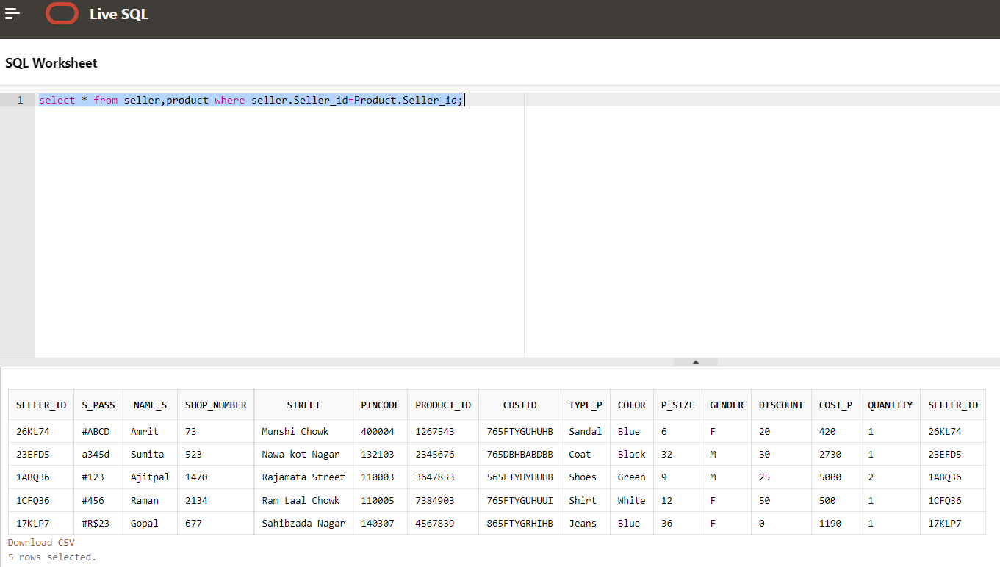 Live SQL
SQL Worksheet
1 select * from seller,product where seller.Seller_id=Product.Seller_id;
SELLER_ID S_PASS NAME_S SHOP_NUMBER STREET PINCODE PRODUCT_ID CUSTID TYPE_P COLOR P_SIZE GENDER DISCOUNT COST_P QUANTITY SELLER_ID
26KL74 #ABCD Amrit 73 Munshi Chowk 400004 1267543 765FTYGUHUHB Sandal Blue 6 F 20 420 1 26KL74
23EFD5 a345d Sumita 523 Nawa kot Nagar 132103 2345676 765DBHBABDBB Coat Black 32 M 30 2730 1 23EFD5
1ABQ36 #123 Ajitpal 1470 Rajamata Street 110003 3647833 565FTYHYHUHB Shoes Green 9 M 25 5000 2 1ABQ36
1CFQ36 #456 Raman 2134 Ram Laal Chowk 110005 7384903 765FTYGUHUUI Shirt White 12 F 50 500 1 1CFQ36
17KLP7 #R$23 Gopal 677 Sahibzada Nagar 140307 4567839 865FTYGRHIHB Jeans Blue 36 F 0 1190 1 17KLP7
Download CSV
5 rows selected.